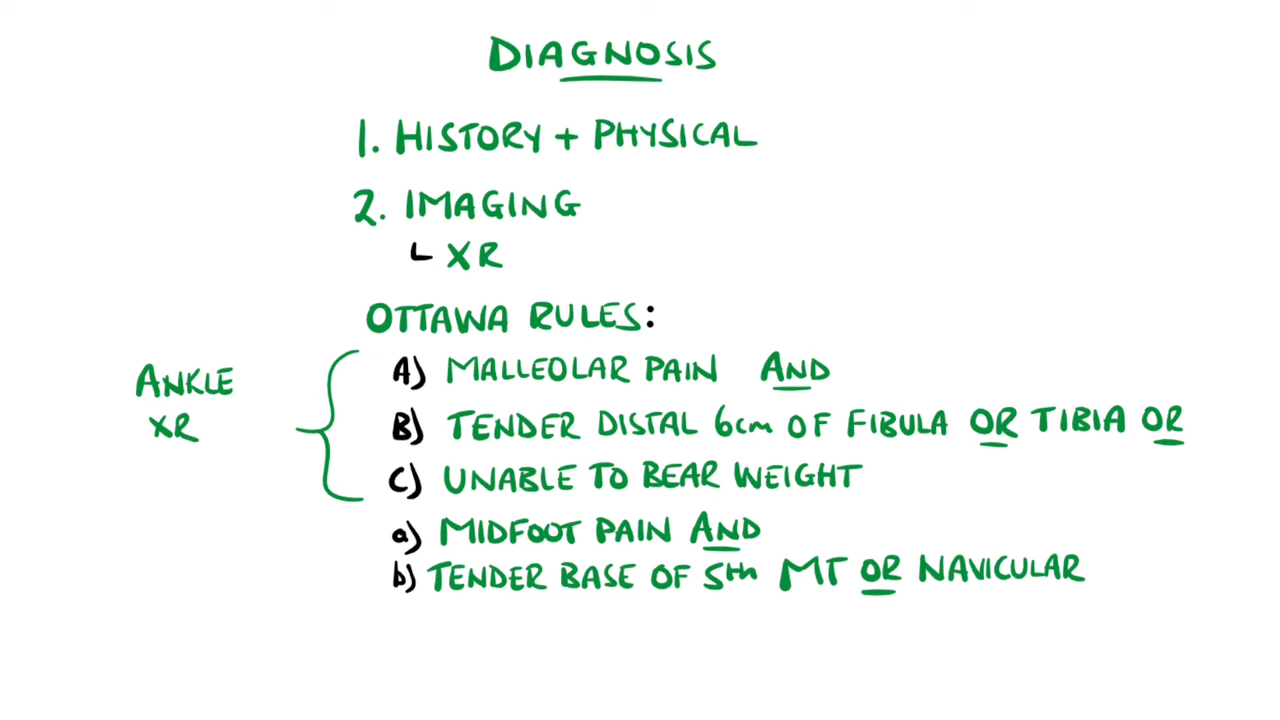 DIAGNOSIS
1. HISTORY + PHYSICAL
2. IMAGING
XR
OTTAWA RULES:
A) MALLEOLAR PAIN AND
B) TENDER DISTAL 6cm OF FIBULA OR TIBIA OR
C) UNABLE TO BEAR WEIGHT
ANKLE
XR
a) MIDFOOT PAIN AND
b) TENDER BASE OF 5th MT OR NAVICULAR